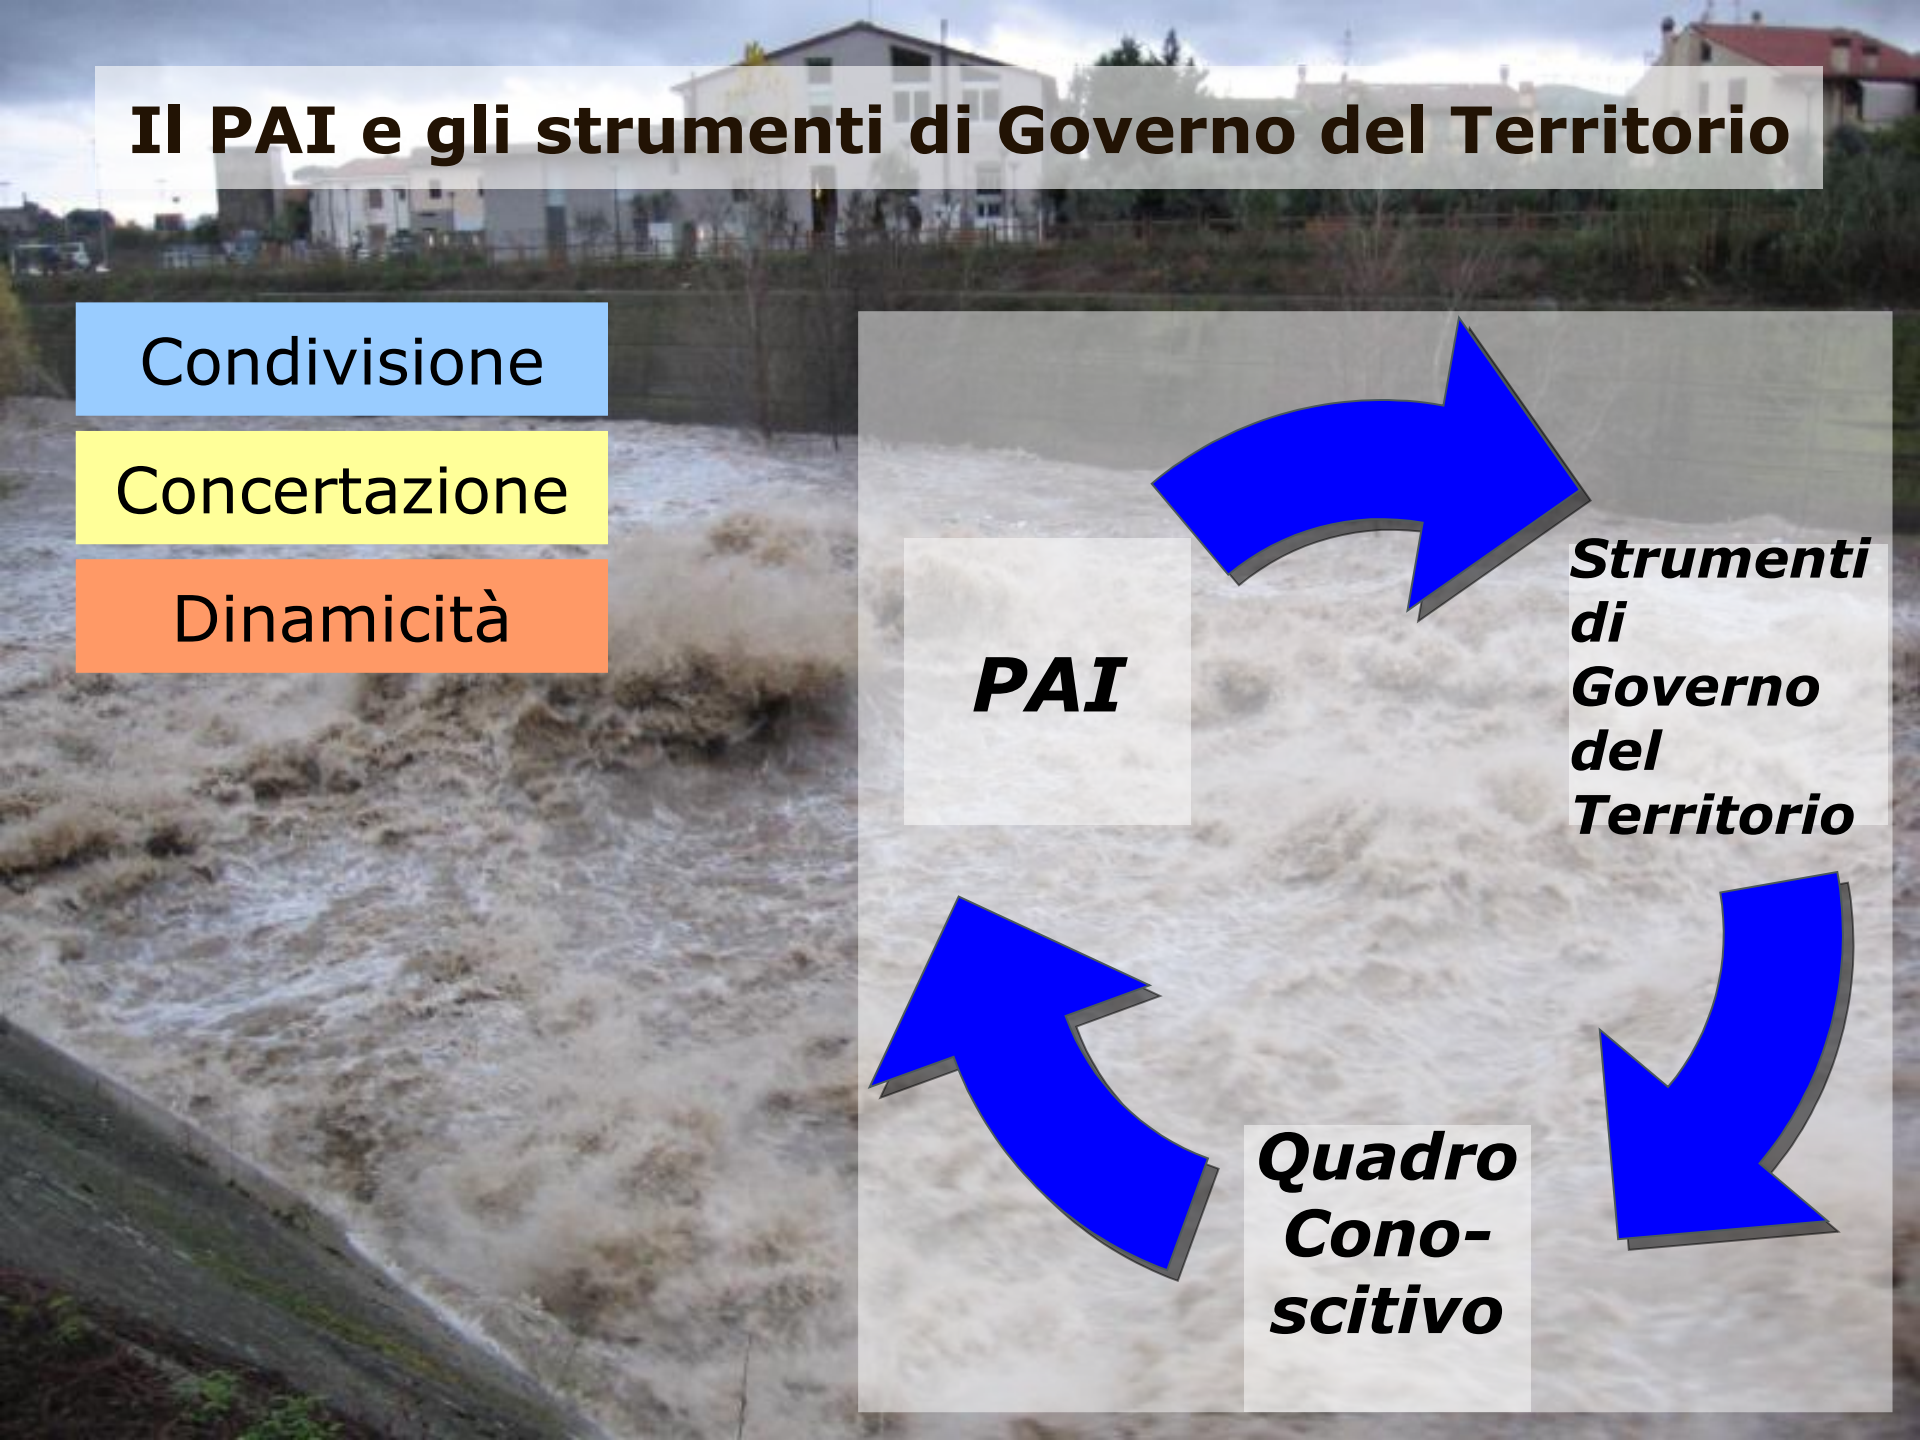 Il PAI e gli strumenti di Governo del Territorio
Condivisione
Concertazione
Dinamicità
PAI
Strumenti
di
Governo
del
Territorio
Quadro
Cono-
scitivo